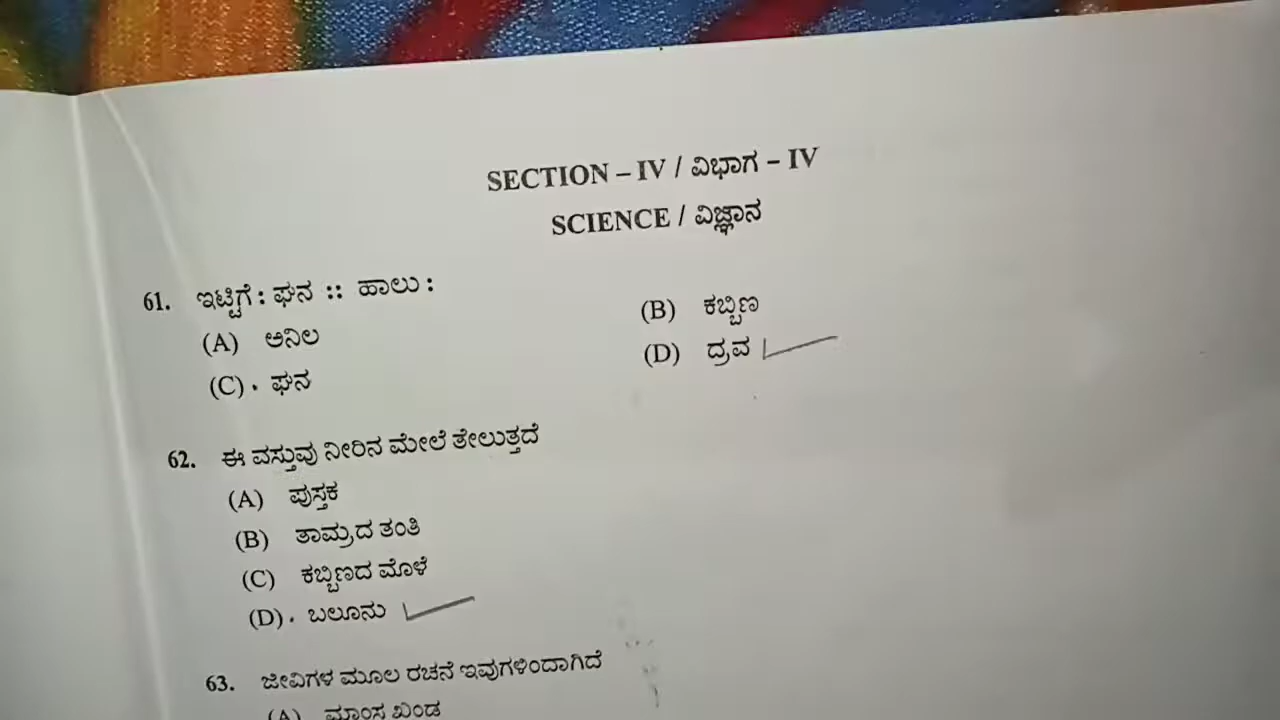 SECTION – IV / ವಿಭಾಗ – IV
SCIENCE / ವಿಜ್ಞಾನ
61. ಇಟ್ಟಿಗೆ : ಘನ :: ಹಾಲು :
(A) ಅನಿಲ (B) ಕಬ್ಬಿಣ
(C) ಘನ (D) ದ್ರವ
62. ಈ ವಸ್ತುವು ನೀರಿನ ಮೇಲೆ ತೇಲುತ್ತದೆ
(A) ಪುಸ್ತಕ
(B) ತಾಮ್ರದ ತಂತಿ
(C) ಕಬ್ಬಿಣದ ಮೊಳೆ
(D) ಬಲೂನು
63. ಜೀವಿಗಳ ಮೂಲ ರಚನೆ ಇವುಗಳಿಂದಾಗಿದೆ
(A) ಮಾಂಸ ಖಂಡ